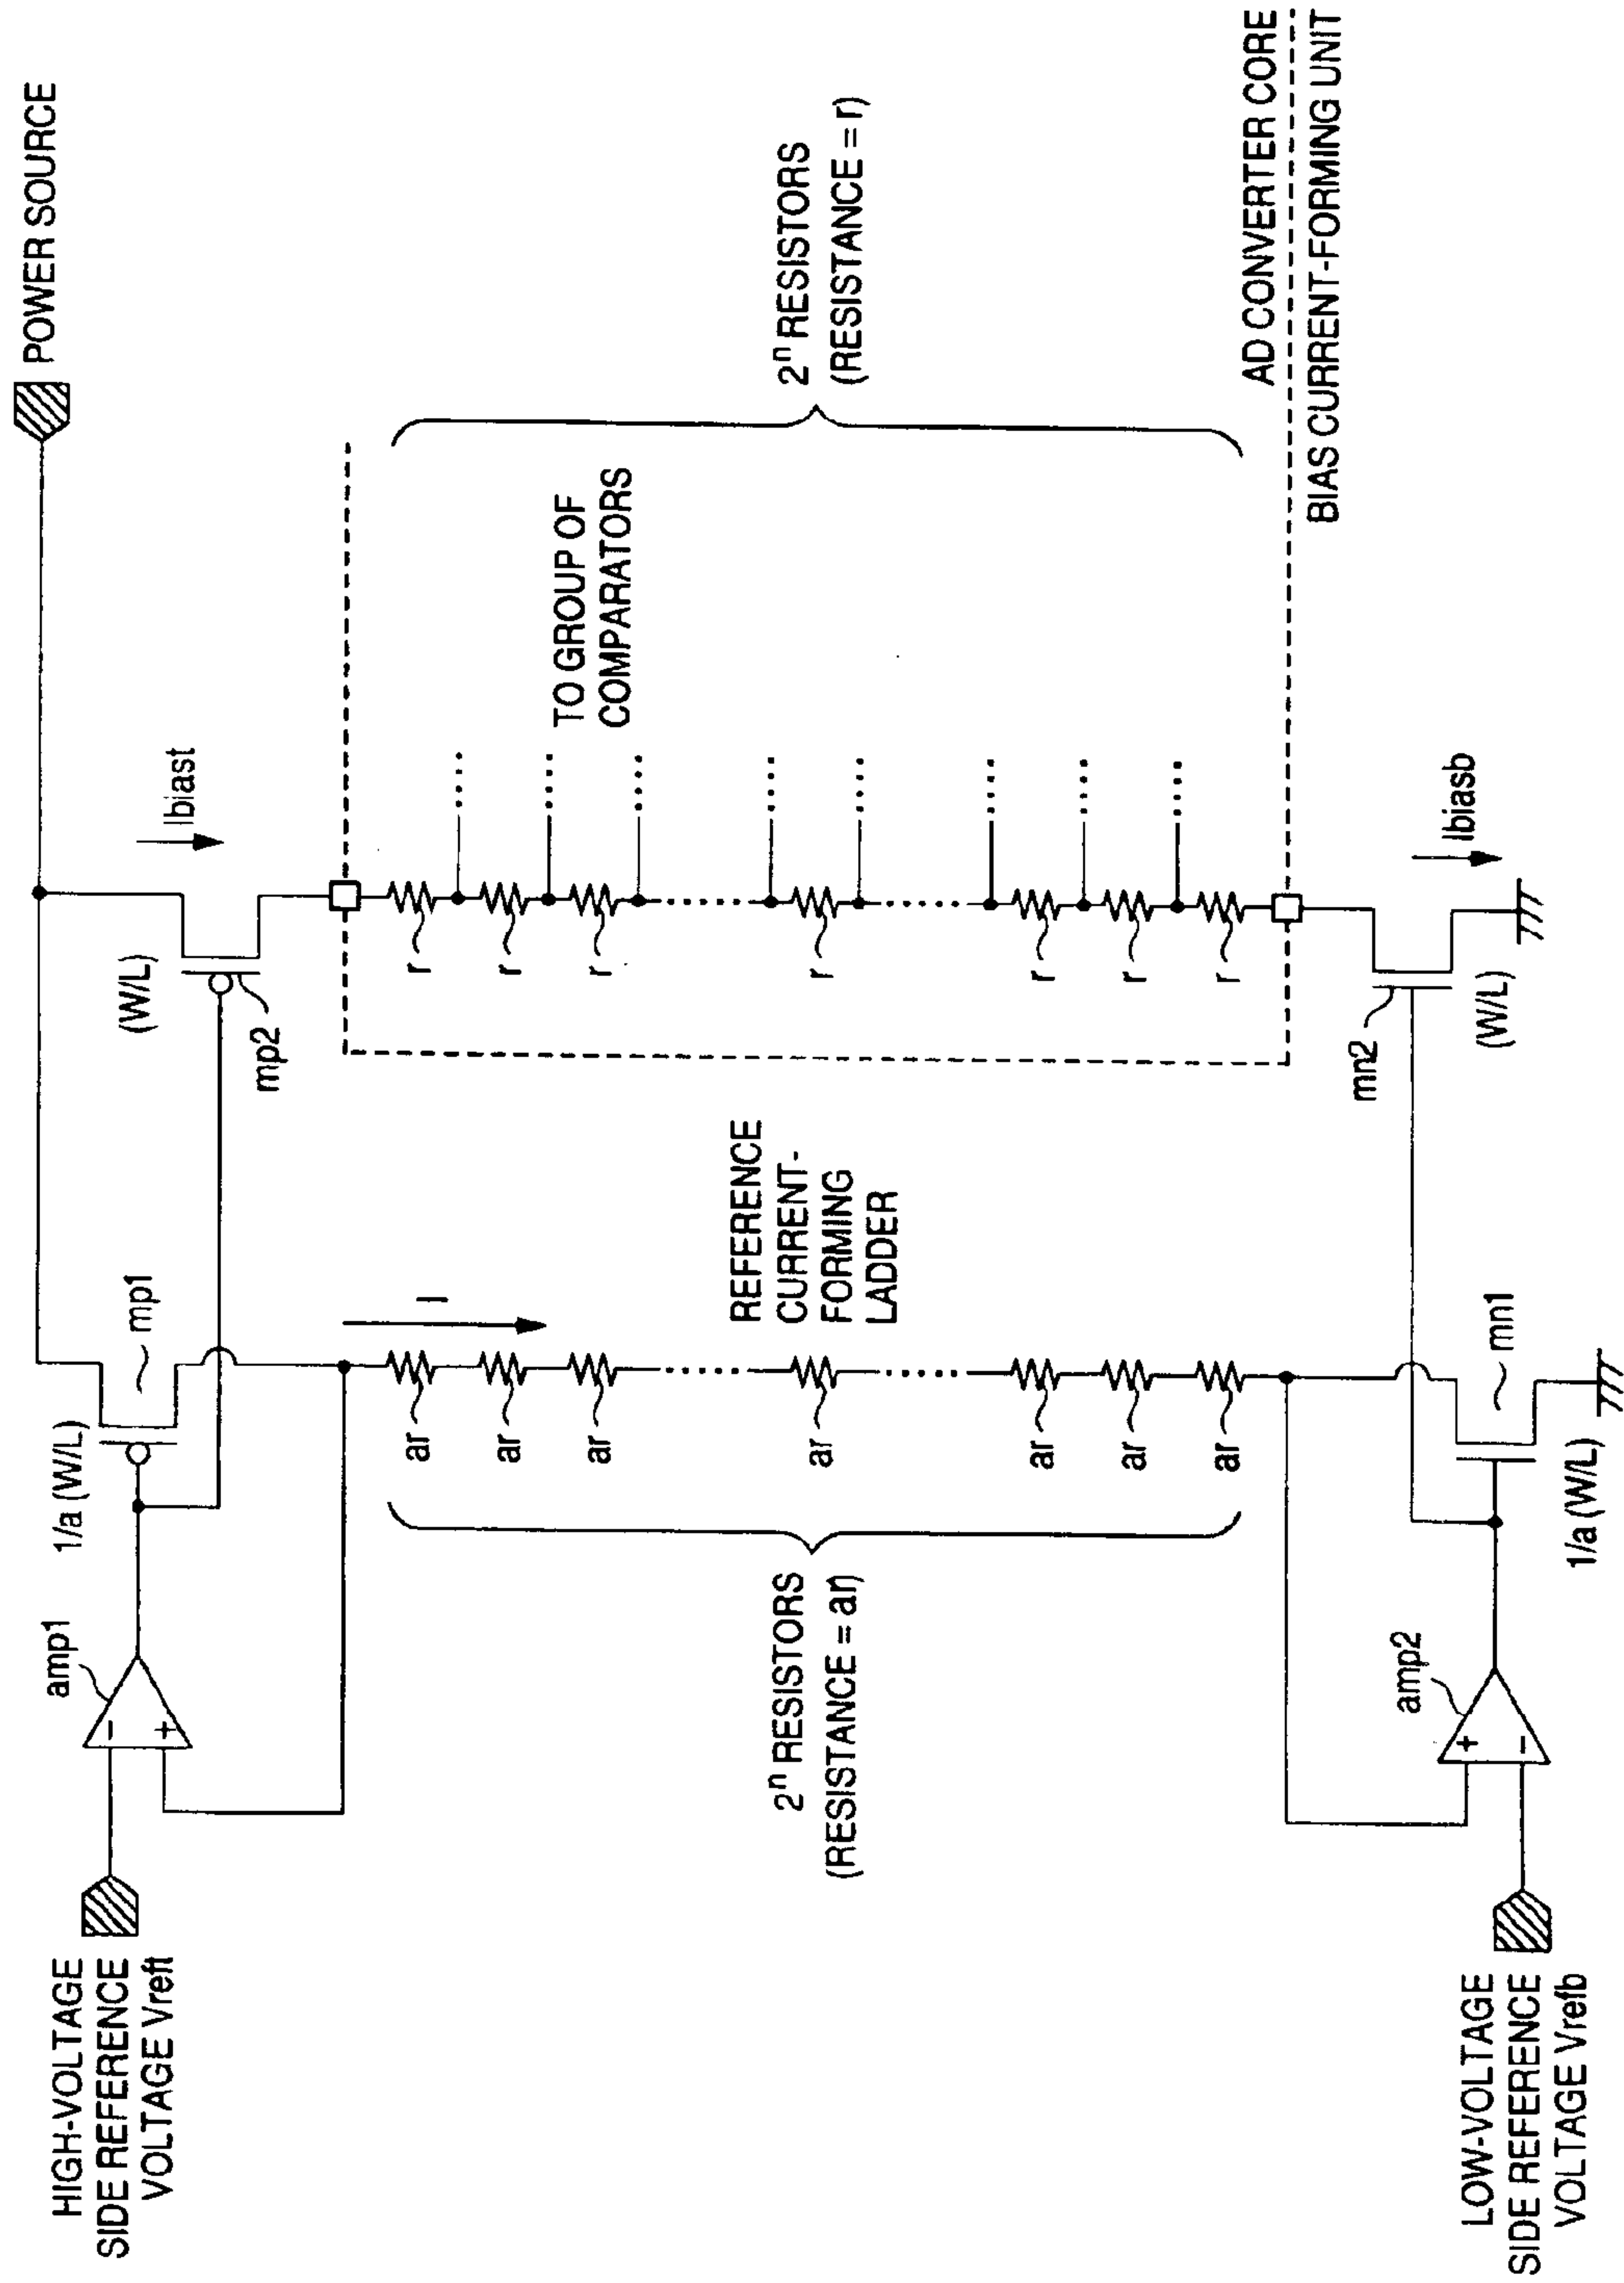 HIGH-VOLTAGE
SIDE REFERENCE
VOLTAGE Vreft
amp1
-
+
1/a (W/L)
mp1
(W/L)
mp2
Ibiast
POWER SOURCE
I
2n RESISTORS
(RESISTANCE = ar)
ar
ar
ar
ar
ar
ar
ar
REFERENCE
CURRENT-
FORMING
LADDER
r
r
r
r
r
r
r
TO GROUP OF
COMPARATORS
2n RESISTORS
(RESISTANCE = r)
AD CONVERTER CORE
BIAS CURRENT-FORMING UNIT
LOW-VOLTAGE
SIDE REFERENCE
VOLTAGE Vrefb
amp2
+
-
1/a (W/L)
mn1
mn2
(W/L)
Ibiasb